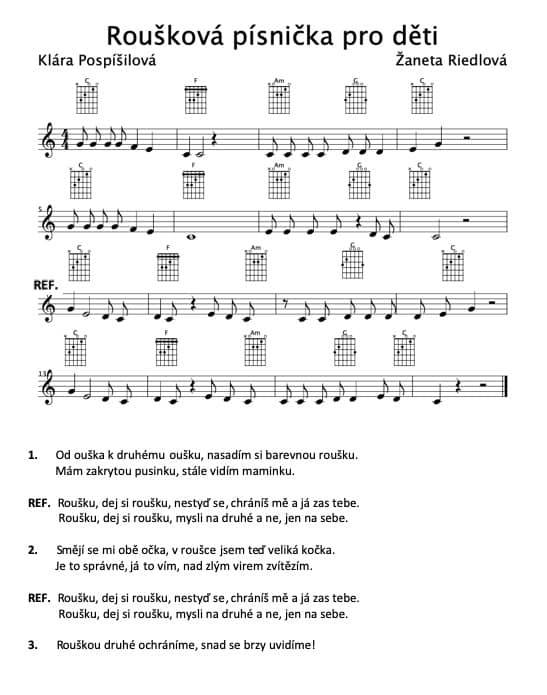 Roušková písnička pro děti
Klára Pospíšilová
Žaneta Riedlová
C F Am G C
C F Am G C
5
C F Am G C
REF.
C F Am G C
13
1. Od ouška k druhému oušku, nasadím si barevnou roušku.
Mám zakrytou pusinku, stále vidím maminku.
REF. Roušku, dej si roušku, nestyď se, chráníš mě a já zas tebe.
Roušku, dej si roušku, mysli na druhé a ne, jen na sebe.
2. Smějí se mi obě očka, v roušce jsem teď veliká kočka.
Je to správné, já to vím, nad zlým virem zvítězím.
REF. Roušku, dej si roušku, nestyď se, chráníš mě a já zas tebe.
Roušku, dej si roušku, mysli na druhé a ne, jen na sebe.
3. Rouškou druhé ochráníme, snad se brzy uvidíme!